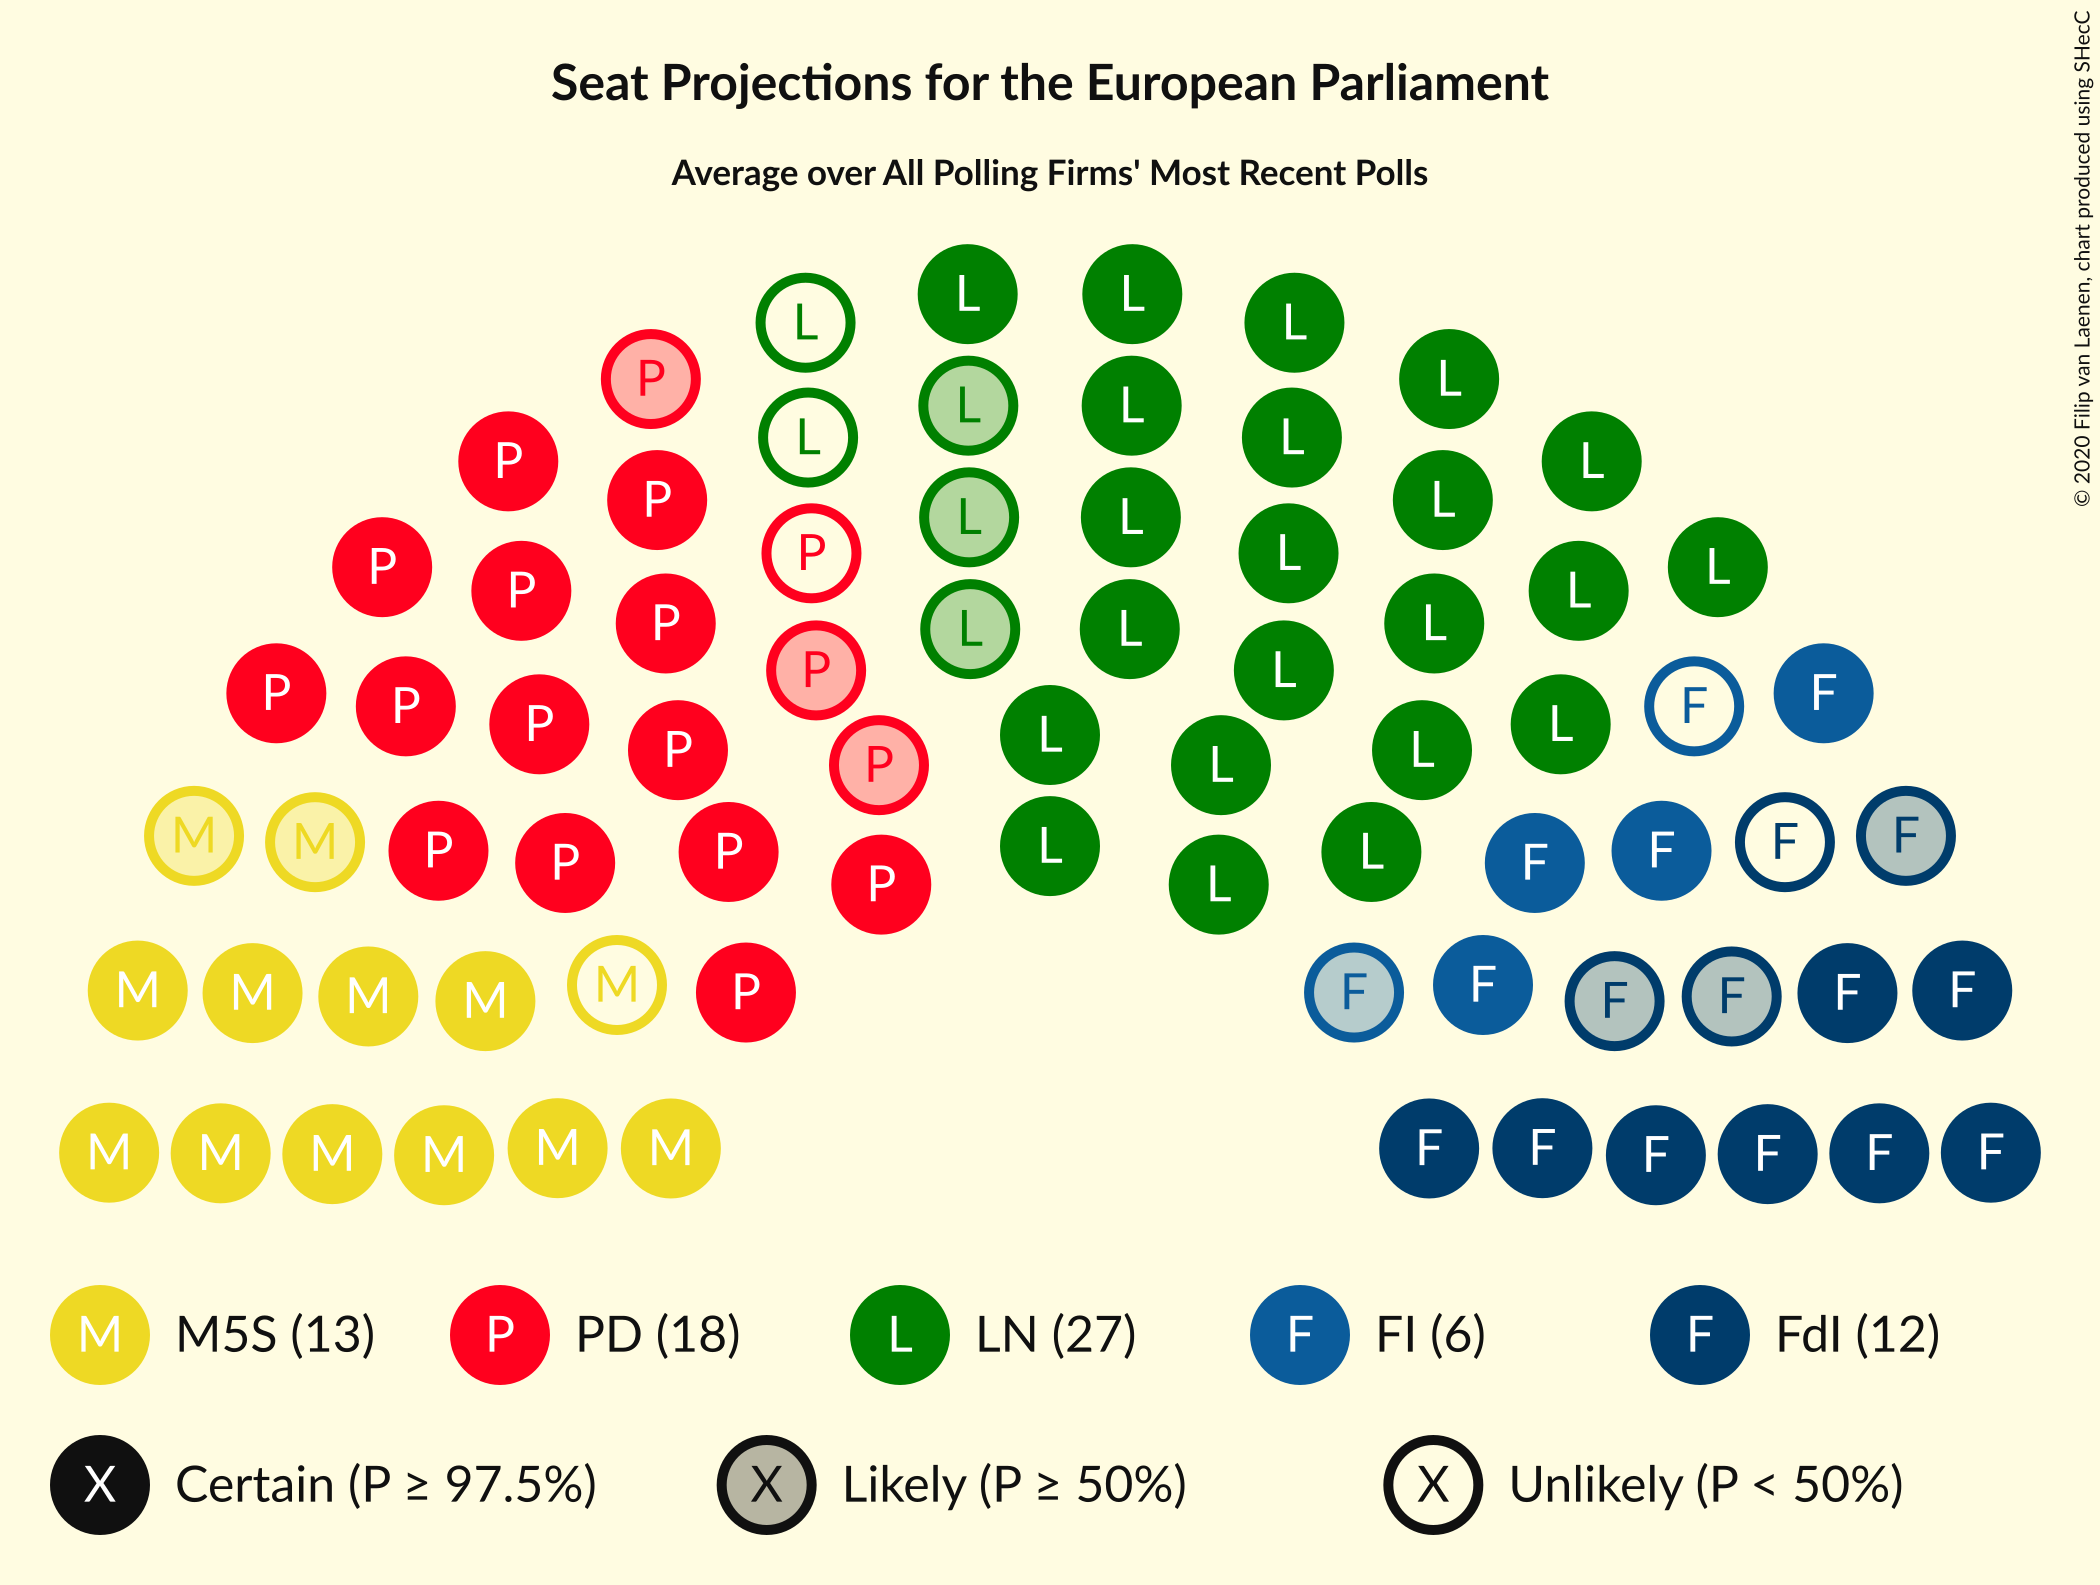 Seat Projections for the European Parliament
Average over All Polling Firms' Most Recent Polls
© 2020 Filip van Laenen, chart produced using SHecC
L L
L L
P L
L L
L L
P L
P L L L
P L L
P P L L
P L L
P P L
P L
P P F F
P L
P L L
P L L
M M P P P P L L L F F F F
M M M M M P F F F F F F
M M M M M M F F F F F F
M M5S (13) P PD (18) L LN (27) F FI (6) F FdI (12)
X Certain (P ≥ 97.5%) X Likely (P ≥ 50%) X Unlikely (P < 50%)